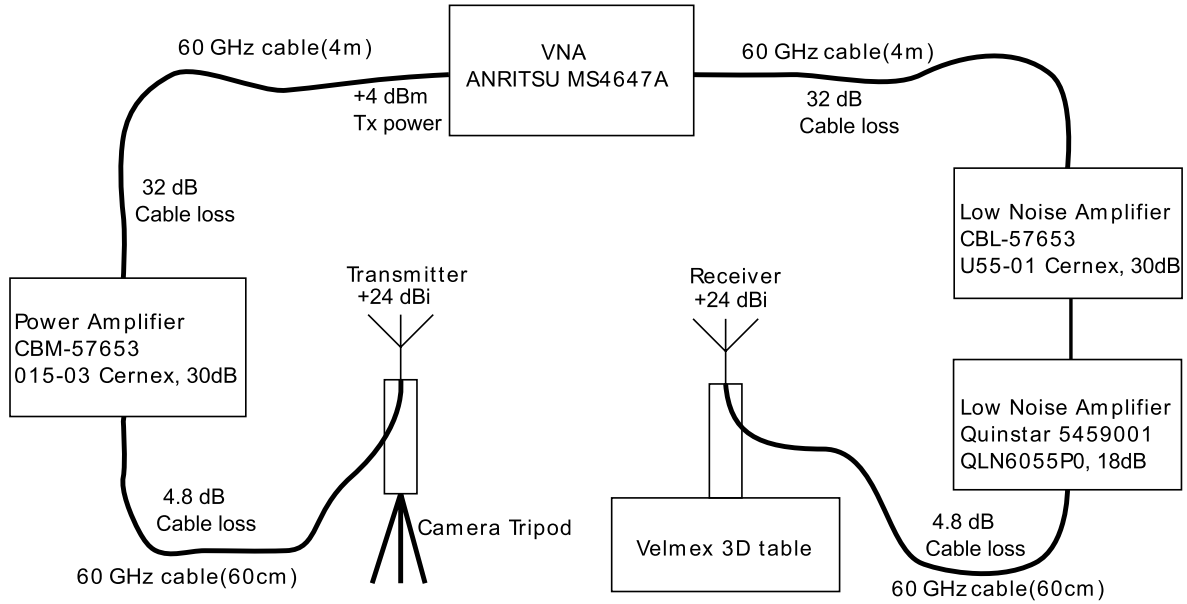 VNA
ANRITSU MS4647A
60 GHz cable(4m)
+4 dBm
Tx power
32 dB
Cable loss
Power Amplifier
CBM-57653
015-03 Cernex, 30dB
4.8 dB
Cable loss
60 GHz cable(60cm)
Transmitter
+24 dBi
Camera Tripod
60 GHz cable(4m)
32 dB
Cable loss
Low Noise Amplifier
CBL-57653
U55-01 Cernex, 30dB
Low Noise Amplifier
Quinstar 5459001
QLN6055P0, 18dB
4.8 dB
Cable loss
60 GHz cable(60cm)
Receiver
+24 dBi
Velmex 3D table